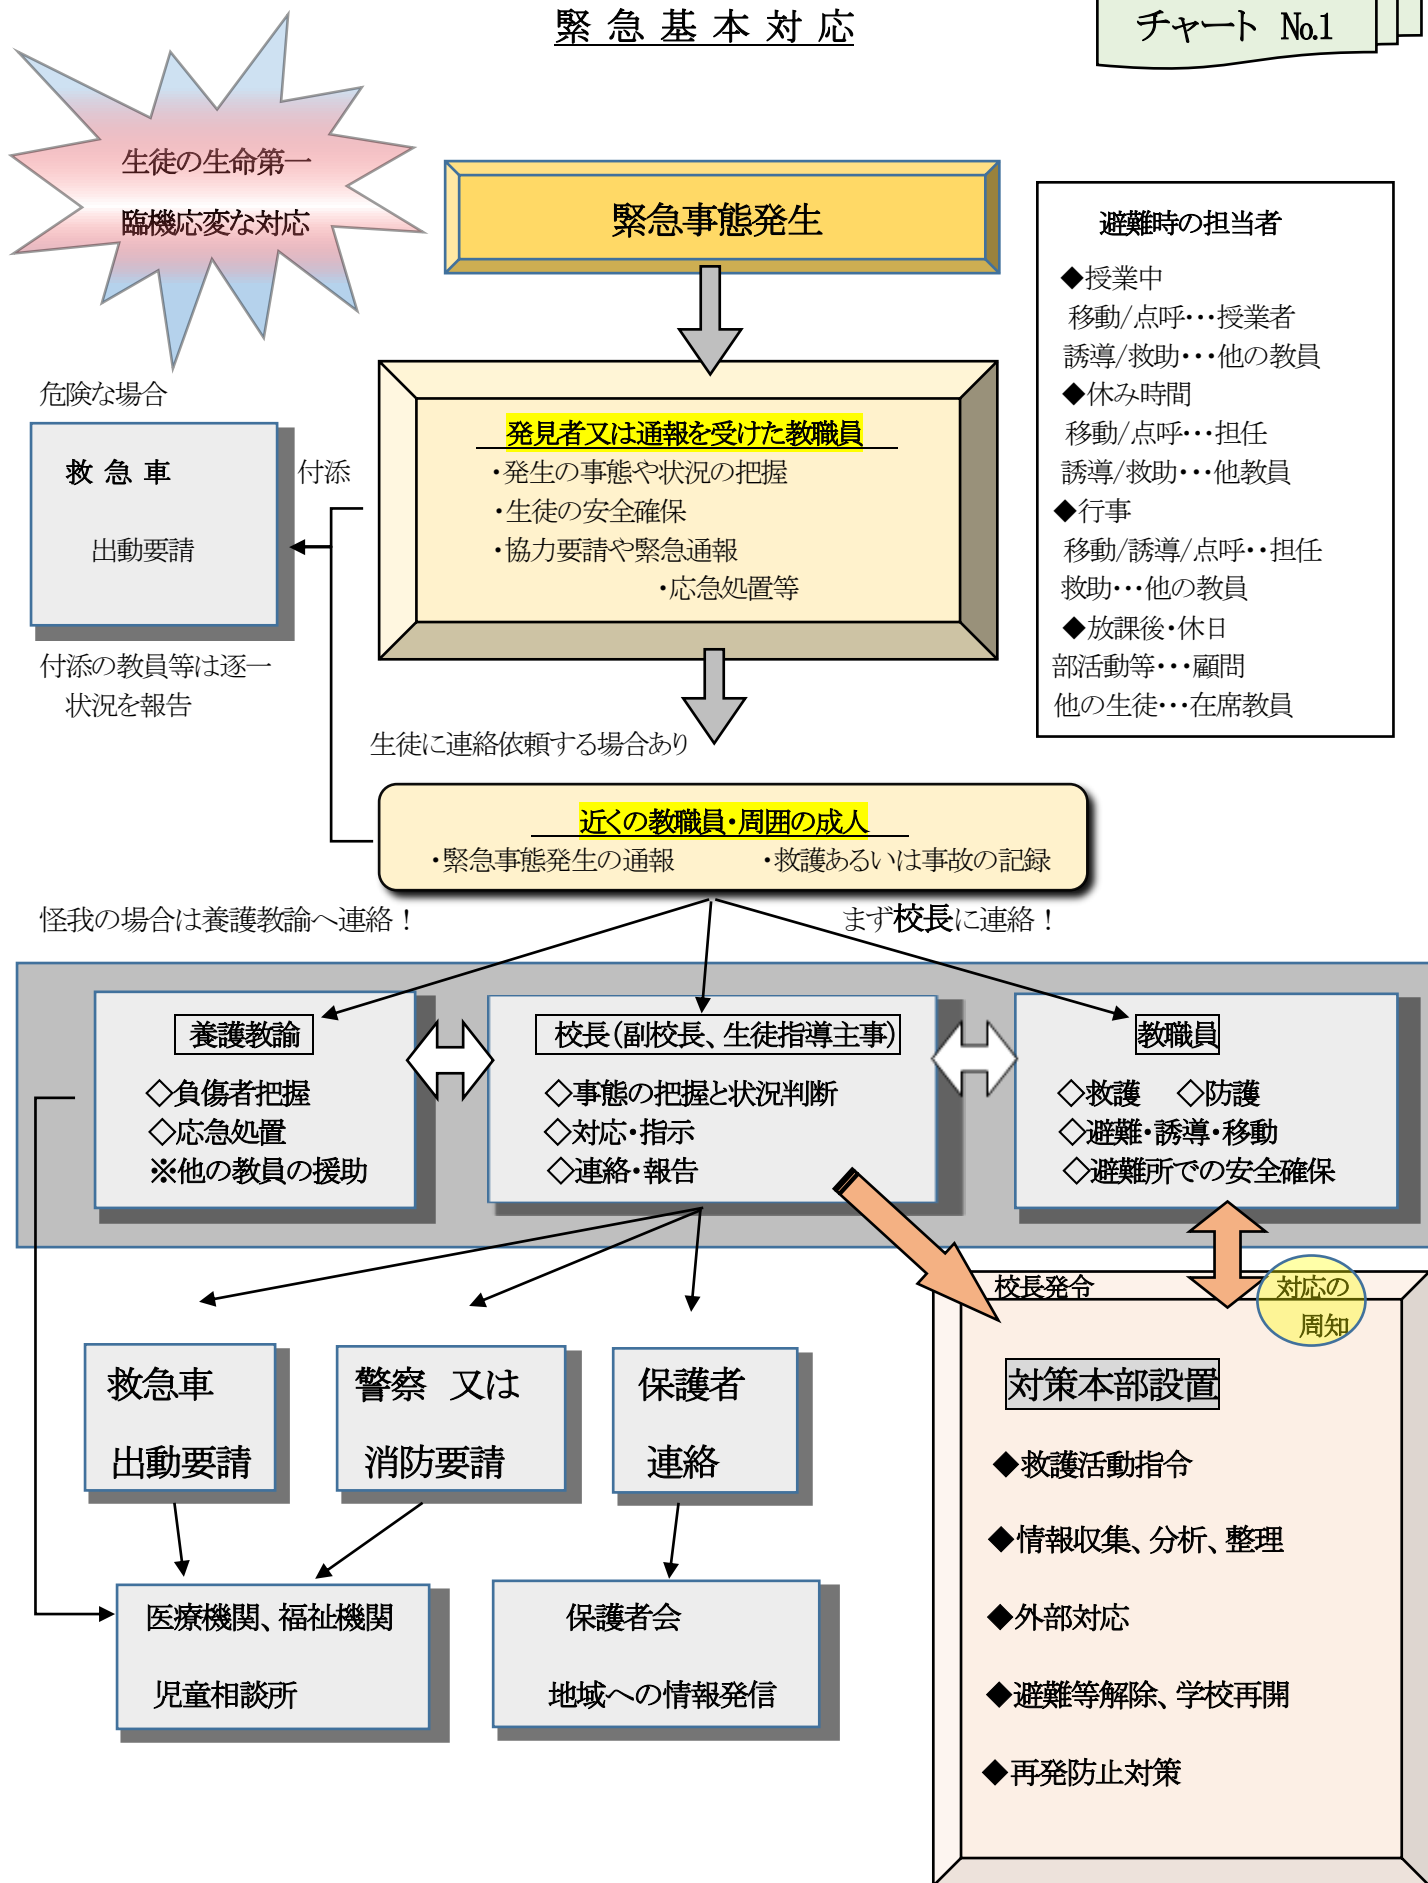 緊急基本対応
チャート №1
生徒の生命第一
臨機応変な対応
緊急事態発生
避難時の担当者
◆授業中
移動/点呼・・・授業者
誘導/救助・・・他の教員
◆休み時間
移動/点呼・・・担任
誘導/救助・・・他教員
◆行事
移動/誘導/点呼・・担任
救助・・・他の教員
◆放課後・休日
部活動等・・・顧問
他の生徒・・・在席教員
危険な場合
救急車
出動要請
付添
付添の教員等は逐一
状況を報告
発見者又は通報を受けた教職員
・発生の事態や状況の把握
・生徒の安全確保
・協力要請や緊急通報
・応急処置等
生徒に連絡依頼する場合あり
近くの教職員・周囲の成人
・緊急事態発生の通報 ・救護あるいは事故の記録
怪我の場合は養護教諭へ連絡！
まず校長に連絡！
養護教諭
◇負傷者把握
◇応急処置
※他の教員の援助
校長（副校長、生徒指導主事）
◇事態の把握と状況判断
◇対応・指示
◇連絡・報告
教職員
◇救護 ◇防護
◇避難・誘導・移動
◇避難所での安全確保
校長発令
対応の
周知
救急車
出動要請
警察 又は
消防要請
保護者
連絡
医療機関、福祉機関
児童相談所
保護者会
地域への情報発信
対策本部設置
◆救護活動指令
◆情報収集、分析、整理
◆外部対応
◆避難等解除、学校再開
◆再発防止対策